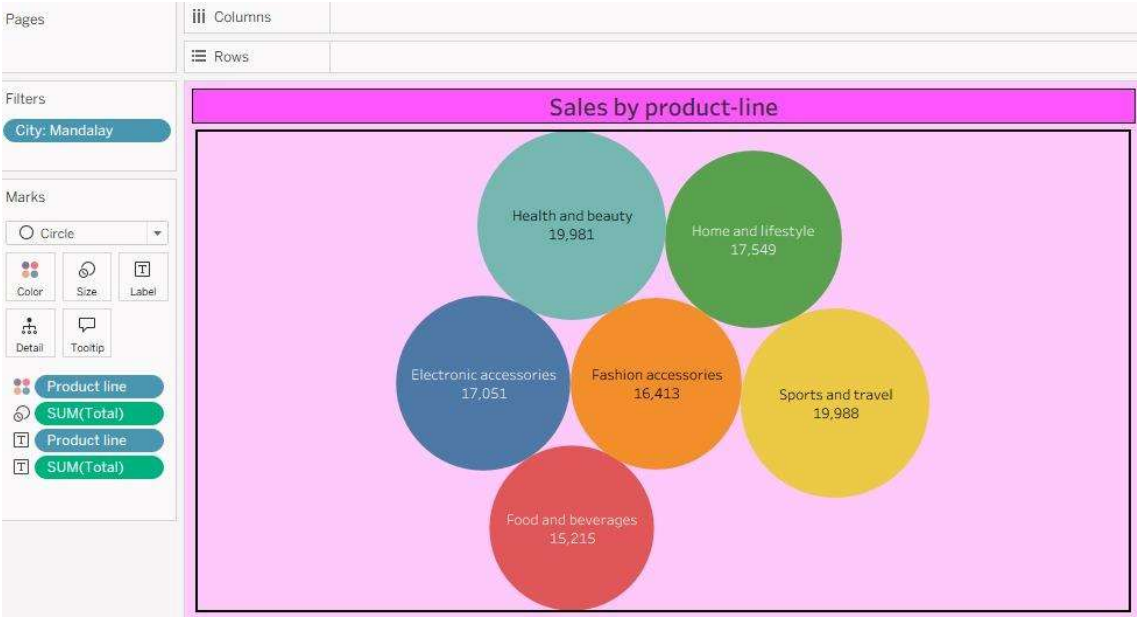 Pages
Columns
Rows
Filters
City: Mandalay
Marks
Circle
Color
Size
Label
Detail
Tooltip
Product line
SUM(Total)
T Product line
T SUM(Total)
Sales by product-line
Health and beauty
19,981
Home and lifestyle
17,549
Electronic accessories
17,051
Fashion accessories
16,413
Sports and travel
19,988
Food and beverages
15,215